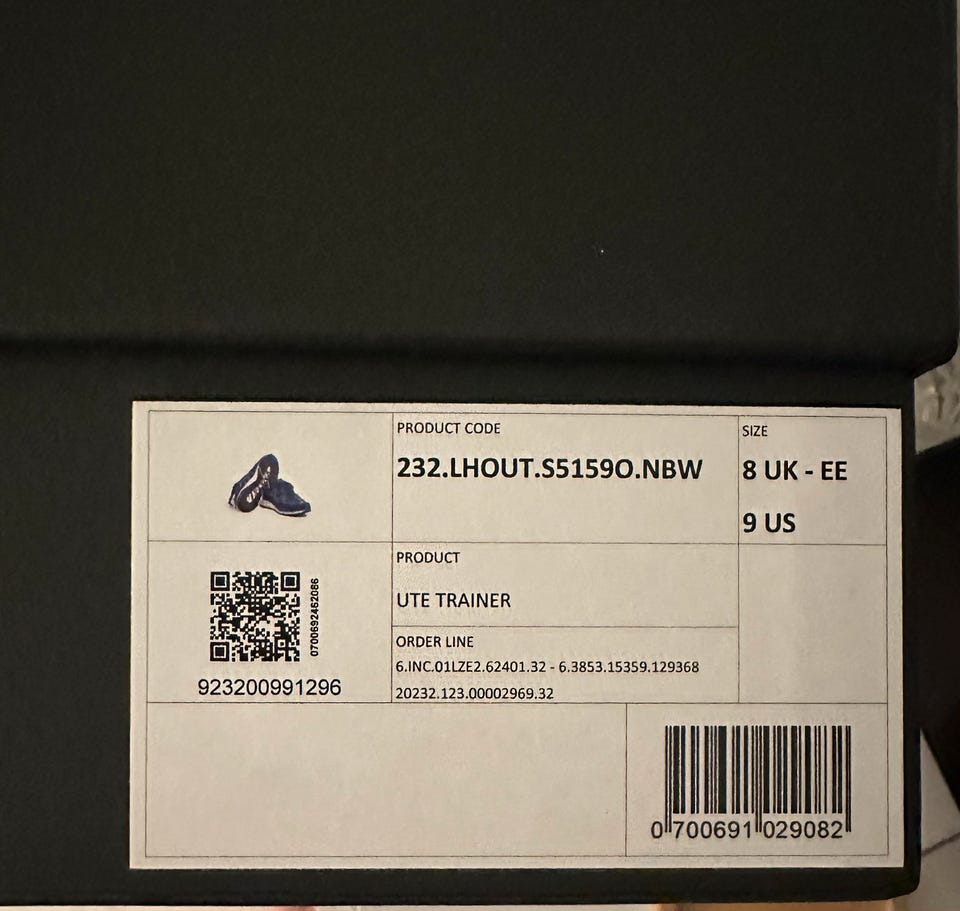 PRODUCT CODE
232.LHOUT.S5159O.NBW
SIZE
8 UK - EE
9 US
0700692462086
923200991296
PRODUCT
UTE TRAINER
ORDER LINE
6.INC.01LZE2.62401.32 - 6.3853.15359.129368
20232.123.00002969.32
0 700691 029082